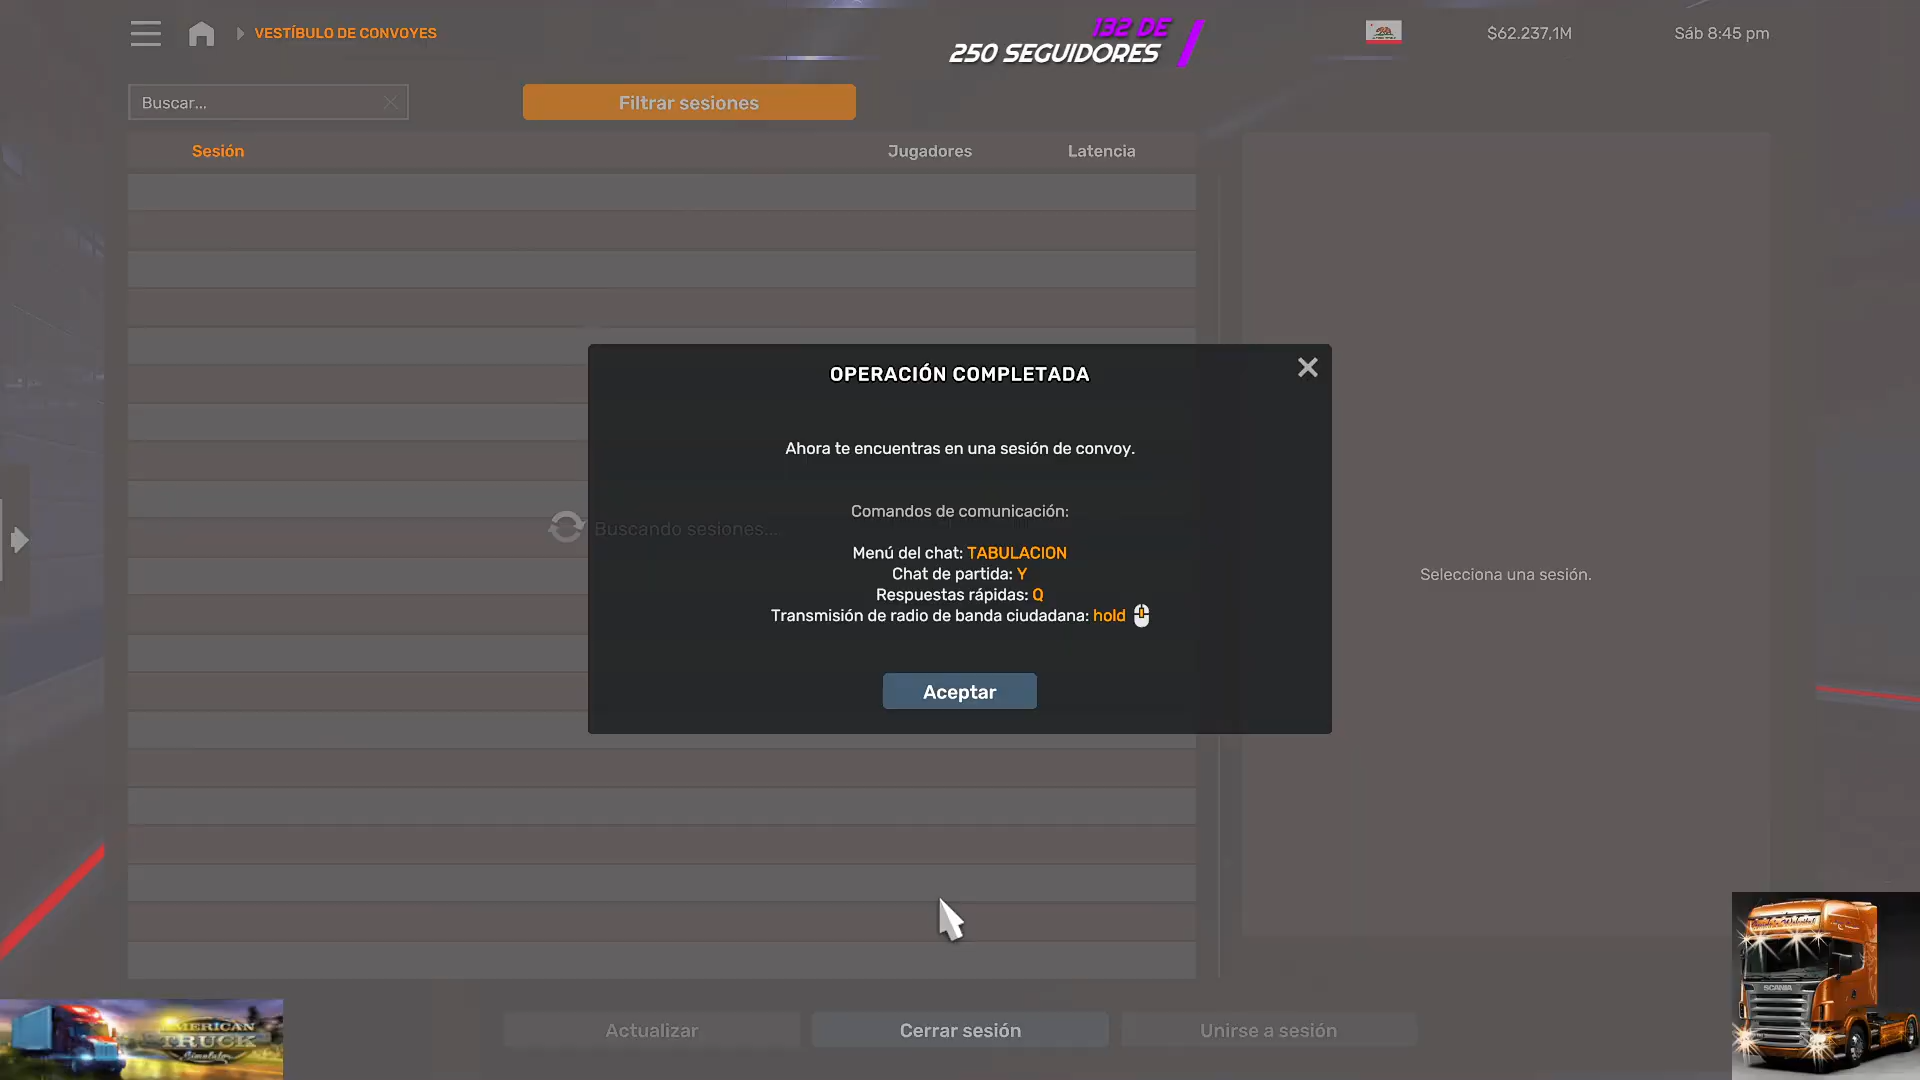 VESTÍBULO DE CONVOYES
132 DE
250 SEGUIDORES
$62.237,1M
Sáb 8:45 pm
Buscar...
Filtrar sesiones
Sesión
Jugadores
Latencia
OPERACIÓN COMPLETADA
Ahora te encuentras en una sesión de convoy.
Comandos de comunicación:
Buscando sesiones....
Menú del chat: TABULACION
Chat de partida: Y
Respuestas rápidas: Q
Transmisión de radio de banda ciudadana: hold
Selecciona una sesión.
Aceptar
Actualizar
Cerrar sesión
Unirse a sesión
AMERICAN
TRUCK
Simulator
SCANIA